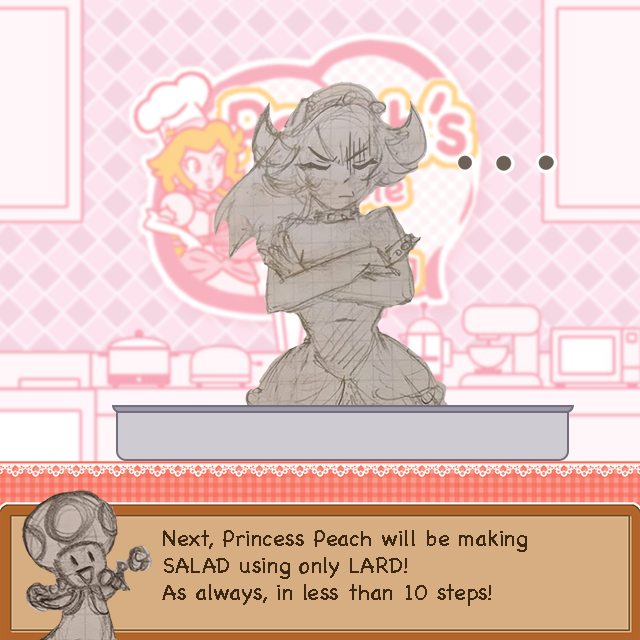 Next, Princess Peach will be making
SALAD using only LARD!
As always, in less than 10 steps!